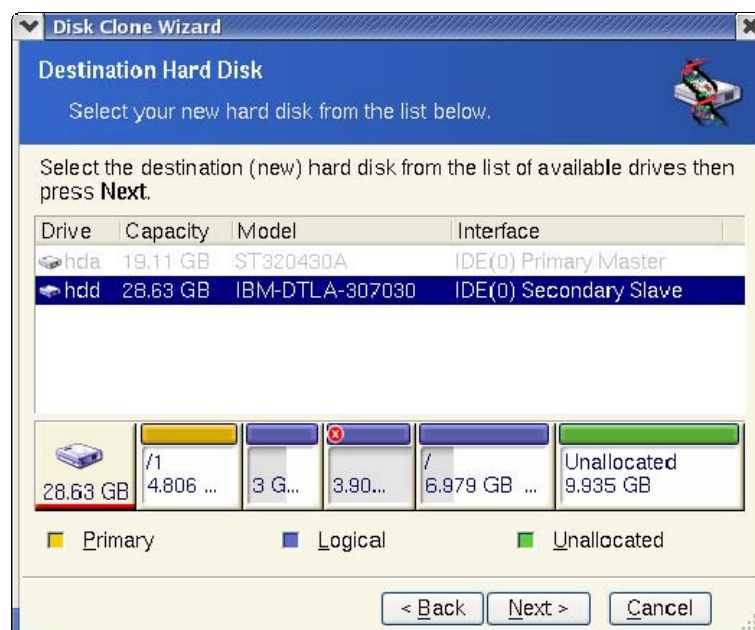 Disk Clone Wizard
Destination Hard Disk
Select your new hard disk from the list below.
Select the destination (new) hard disk from the list of available drives then
press Next.
Drive Capacity Model Interface
hda 19.11 GB ST320430A IDE(0) Primary Master
hdd 28.63 GB IBM-DTLA-307030 IDE(0) Secondary Slave
28.63 GB
/1
4.806 ...
3 G...
3.90...
/
6.979 GB ...
Unallocated
9.935 GB
Primary Logical Unallocated
< Back Next > Cancel